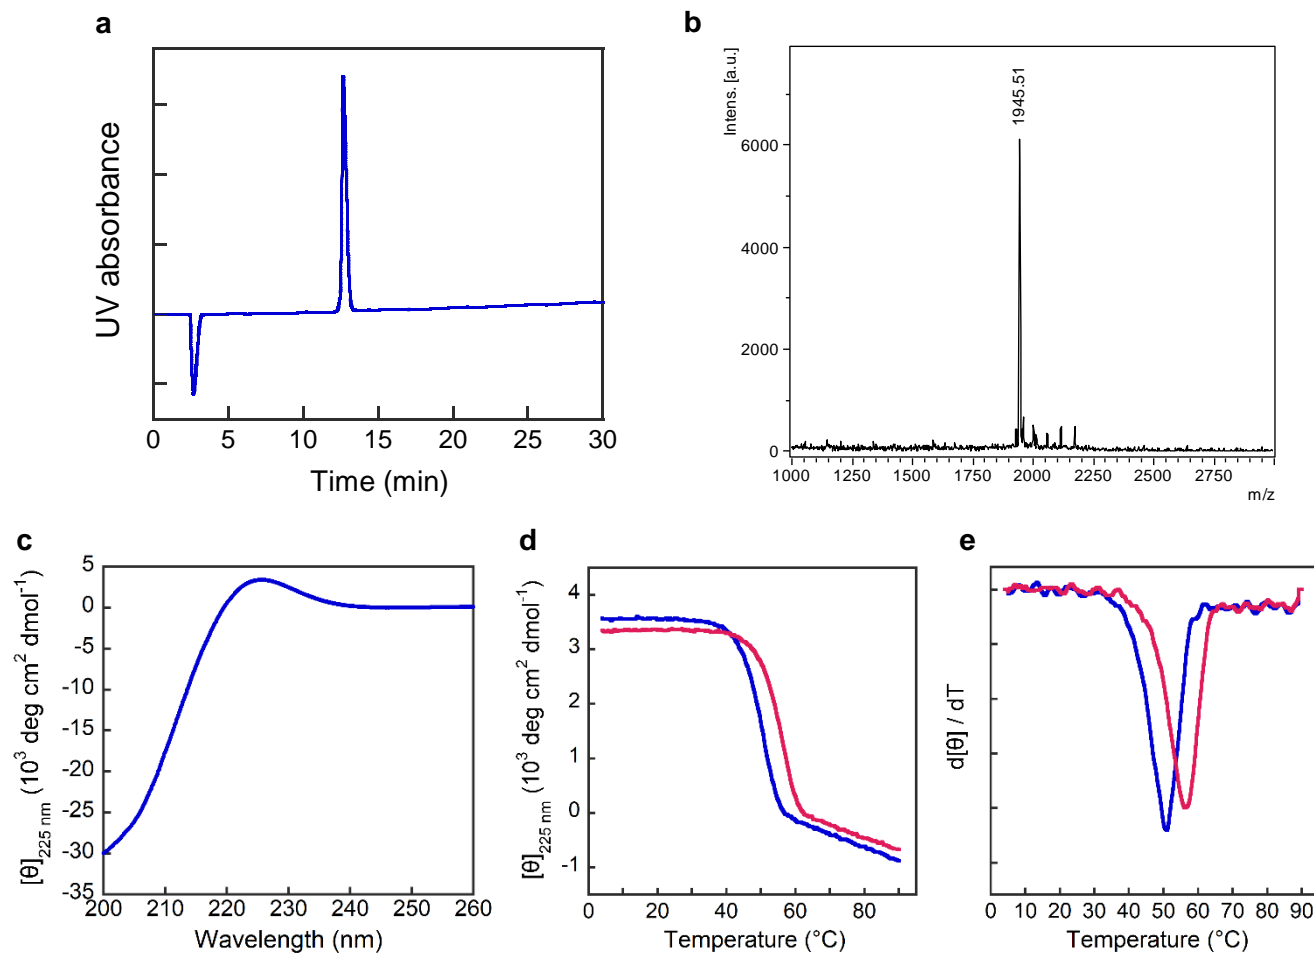 a
UV absorbance
0 5 10 15 20 25 30
Time (min)
b
Intens. [a.u.]
1945.51
6000
4000
2000
0
1000 1250 1500 1750 2000 2250 2500 2750
m/z
c
[θ]225 nm (10³ deg cm² dmol⁻¹)
5
0
-5
-10
-15
-20
-25
-30
-35
200 210 220 230 240 250 260
Wavelength (nm)
d
[θ]225 nm (10³ deg cm² dmol⁻¹)
4
3
2
1
0
-1
0 20 40 60 80
Temperature (°C)
e
d[θ] / dT
0 10 20 30 40 50 60 70 80 90
Temperature (°C)